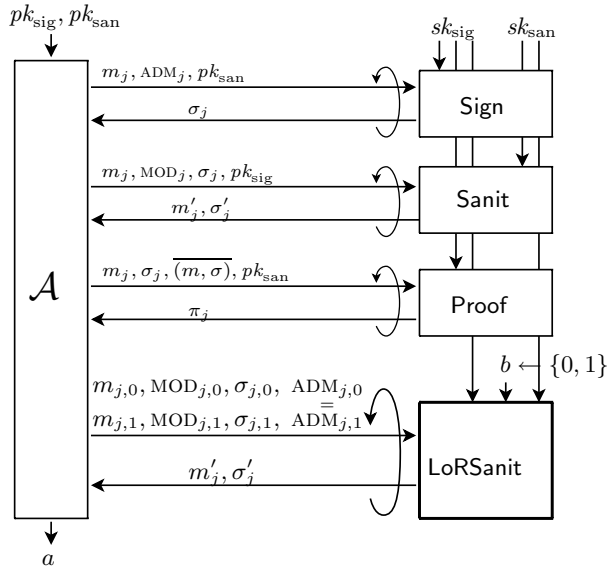 pk_sig, pk_san
sk_sig sk_san
m_j, ADM_j, pk_san
σ_j
Sign
m_j, MOD_j, σ_j, pk_sig
m'_j, σ'_j
Sanit
A
m_j, σ_j, \overline{(m, σ)}, pk_san
π_j
Proof
b ← {0, 1}
m_{j,0}, MOD_{j,0}, σ_{j,0}, ADM_{j,0}
=
m_{j,1}, MOD_{j,1}, σ_{j,1}, ADM_{j,1}
m'_j, σ'_j
LoRSanit
a